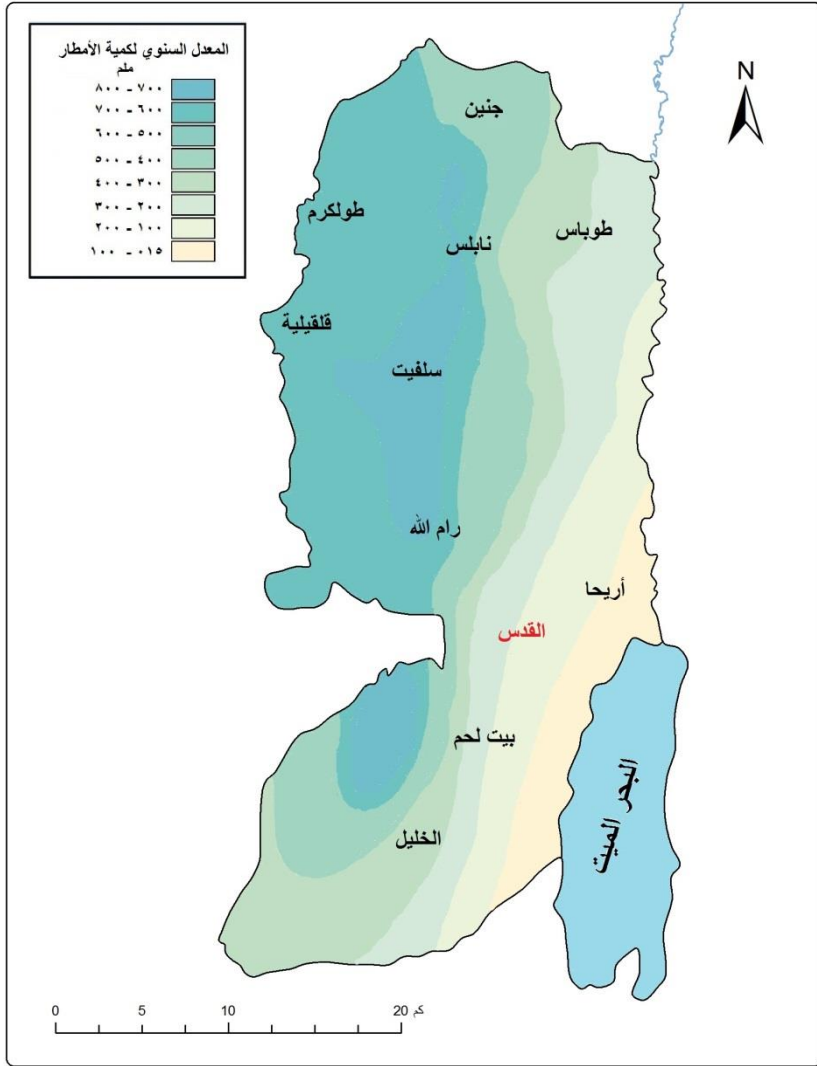 المعدل السنوي لكمية الأمطار
ملم
٧٠٠ - ٨٠٠
٦٠٠ - ٧٠٠
٥٠٠ - ٦٠٠
٤٠٠ - ٥٠٠
٣٠٠ - ٤٠٠
٢٠٠ - ٣٠٠
١٠٠ - ٢٠٠
٠١٥ - ١٠٠
N
جنين
طولكرم
طوباس
نابلس
قلقيلية
سلفيت
رام الله
أريحا
القدس
بيت لحم
البحر الميت
الخليل
0 5 10 20 كم